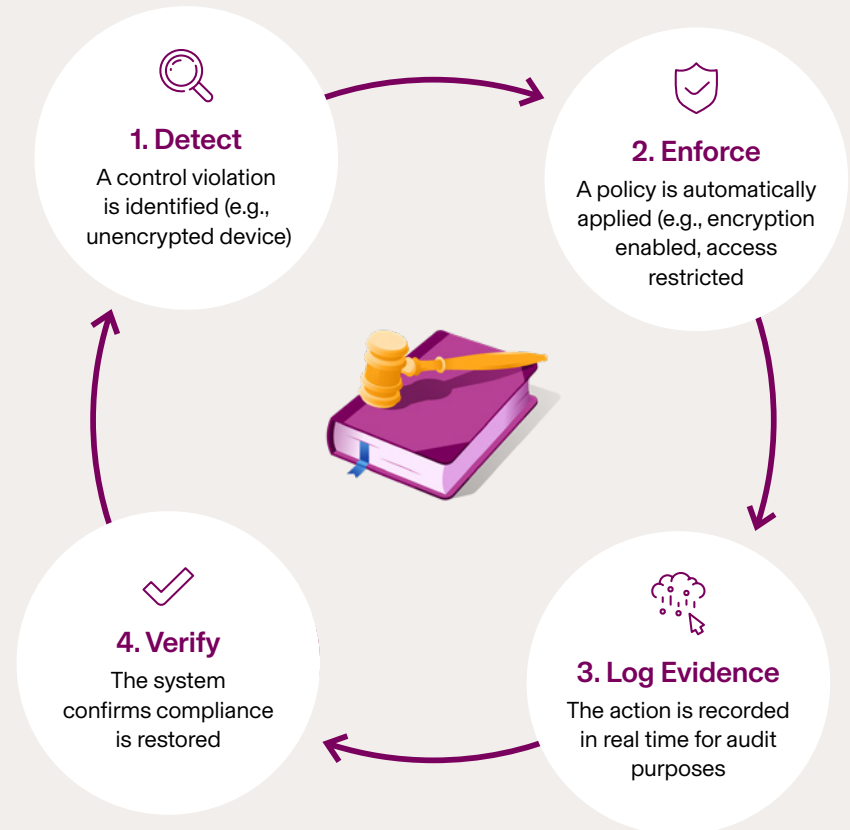 1. Detect
A control violation
is identified (e.g.,
unencrypted device)
2. Enforce
A policy is automatically
applied (e.g., encryption
enabled, access
restricted
3. Log Evidence
The action is recorded
in real time for audit
purposes
4. Verify
The system
confirms compliance
is restored